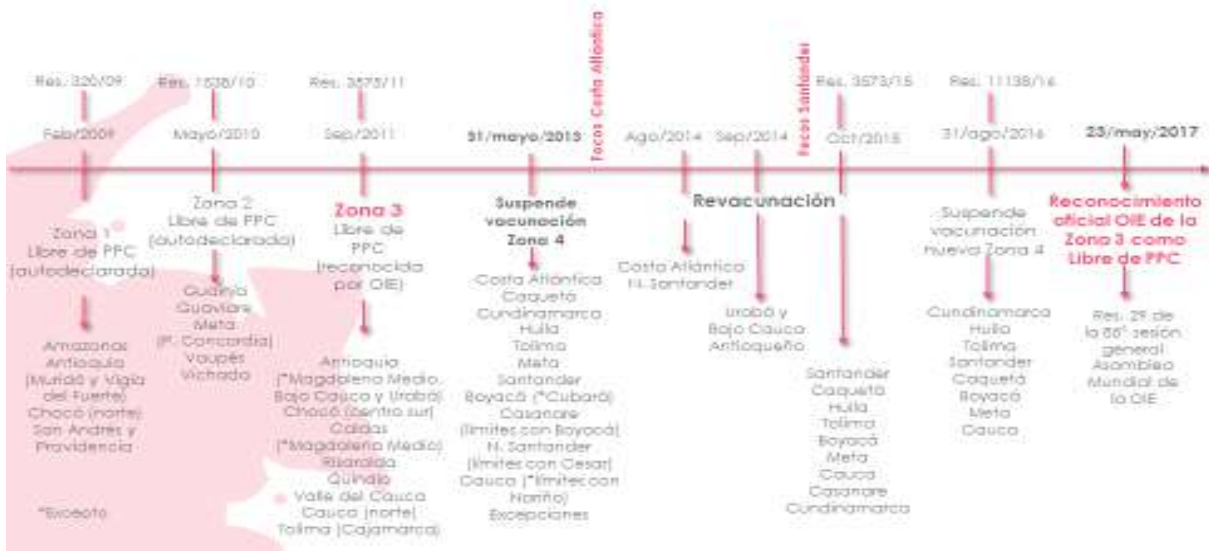 Res. 320/09
Feb/2009
Zona 1
Libre de PPC
(autodeclarada)
Amazonas
Antioquia
(Murindó y Vigía
del Fuerte)
Chocó (norte)
San Andrés y
Providencia
*Excepto
Res. 1538/10
Mayo/2010
Zona 2
Libre de PPC
(autodeclarada)
Guainía
Guaviare
Meta
(P. Concordia)
Vaupés
Vichada
Res. 3575/11
Sep/2011
Zona 3
Libre de PPC
(reconocida
por OIE)
Antioquia
(*Magdalena Medio,
Bajo Cauca y Urabá)
Chocó (centro sur)
Caldas
(*Magdalena Medio)
Risaralda
Quindío
Valle del Cauca
Cauca (norte)
Tolima (Cajamarca)
31/mayo/2013
Suspende
vacunación
Zona 4
Costa Atlántica
Caquetá
Cundinamarca
Huila
Tolima
Meta
Santander
Boyacá (*Cubará)
Casanare
(límites con Boyacá)
N. Santander
(límites con Cesar)
Cauca (*límites con
Nariño)
Excepciones
Focos Costa Atlántica
Ago/2014
Sep/2014
Revacunación
Costa Atlántica
N. Santander
Urabá y
Bajo Cauca
Antioqueño
Focos Santander
Res. 3573/15
Oct/2015
Santander
Caquetá
Huila
Tolima
Boyacá
Meta
Cauca
Casanare
Cundinamarca
Res. 11138/16
31/ago/2016
Suspende
vacunación
nueva Zona 4
Cundinamarca
Huila
Tolima
Santander
Caquetá
Boyacá
Meta
Cauca
23/may/2017
Reconocimiento
oficial OIE de la
Zona 3 como
Libre de PPC
Res. 29 de
la 85° sesión
general
Asamblea
Mundial de
la OIE